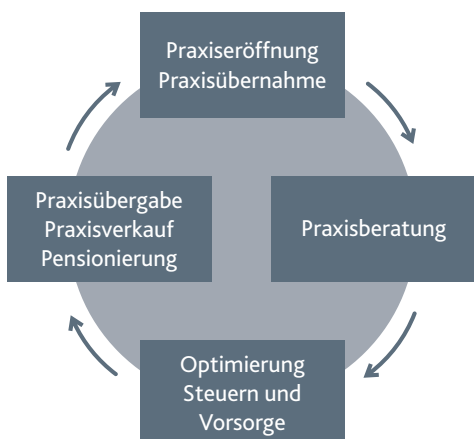 Praxiseröffnung
Praxisübernahme
Praxisberatung
Optimierung
Steuern und
Vorsorge
Praxisübergabe
Praxisverkauf
Pensionierung